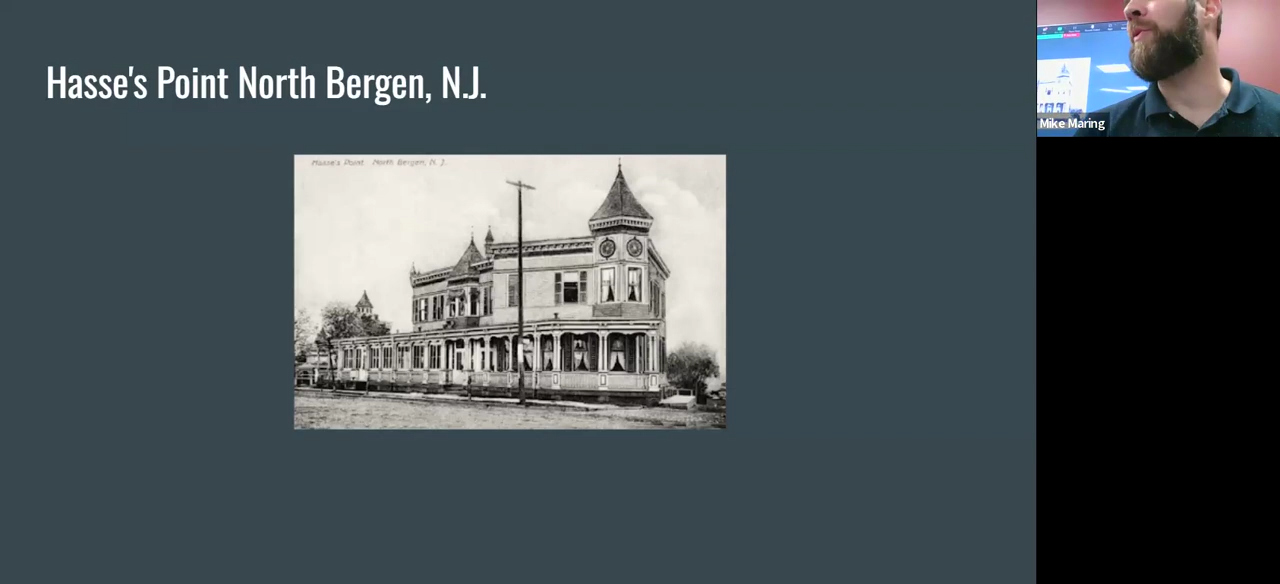 Hasse's Point North Bergen, N.J.
Hasse's Point North Bergen, N. J.
Mike Maring